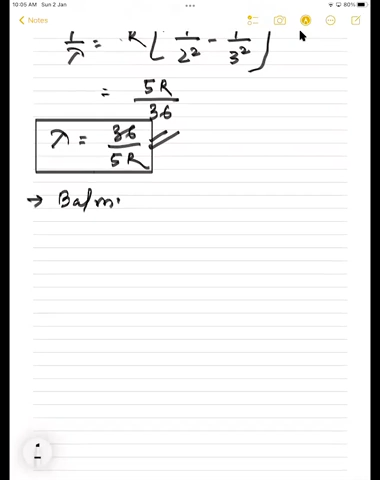 10:05 AM Sun 2 Jan
80%
Notes
1/λ = R [ 1/2² - 1/3² ]
= 5R/36
λ = 36/5R
→ Balm